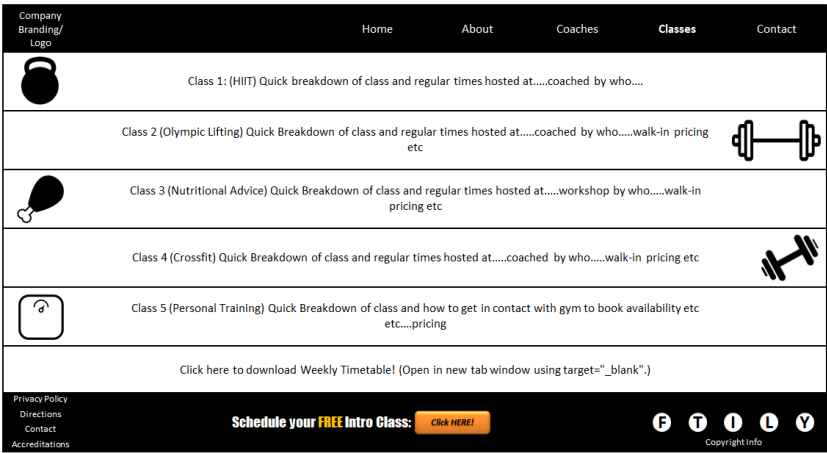 Company
Branding/
Logo
Home About Coaches Classes Contact
Class 1: (HIIT) Quick breakdown of class and regular times hosted at.....coached by who....
Class 2 (Olympic Lifting) Quick Breakdown of class and regular times hosted at.....coached by who.....walk-in pricing
etc
Class 3 (Nutritional Advice) Quick Breakdown of class and regular times hosted at.....workshop by who.....walk-in
pricing etc
Class 4 (Crossfit) Quick Breakdown of class and regular times hosted at.....coached by who.....walk-in pricing etc
Class 5 (Personal Training) Quick Breakdown of class and how to get in contact with gym to book availability etc
etc....pricing
Click here to download Weekly Timetable! (Open in new tab window using target="_blank".)
Privacy Policy
Directions
Contact
Accreditations
Schedule your FREE Intro Class: Click HERE!
F T I L Y
Copyright Info